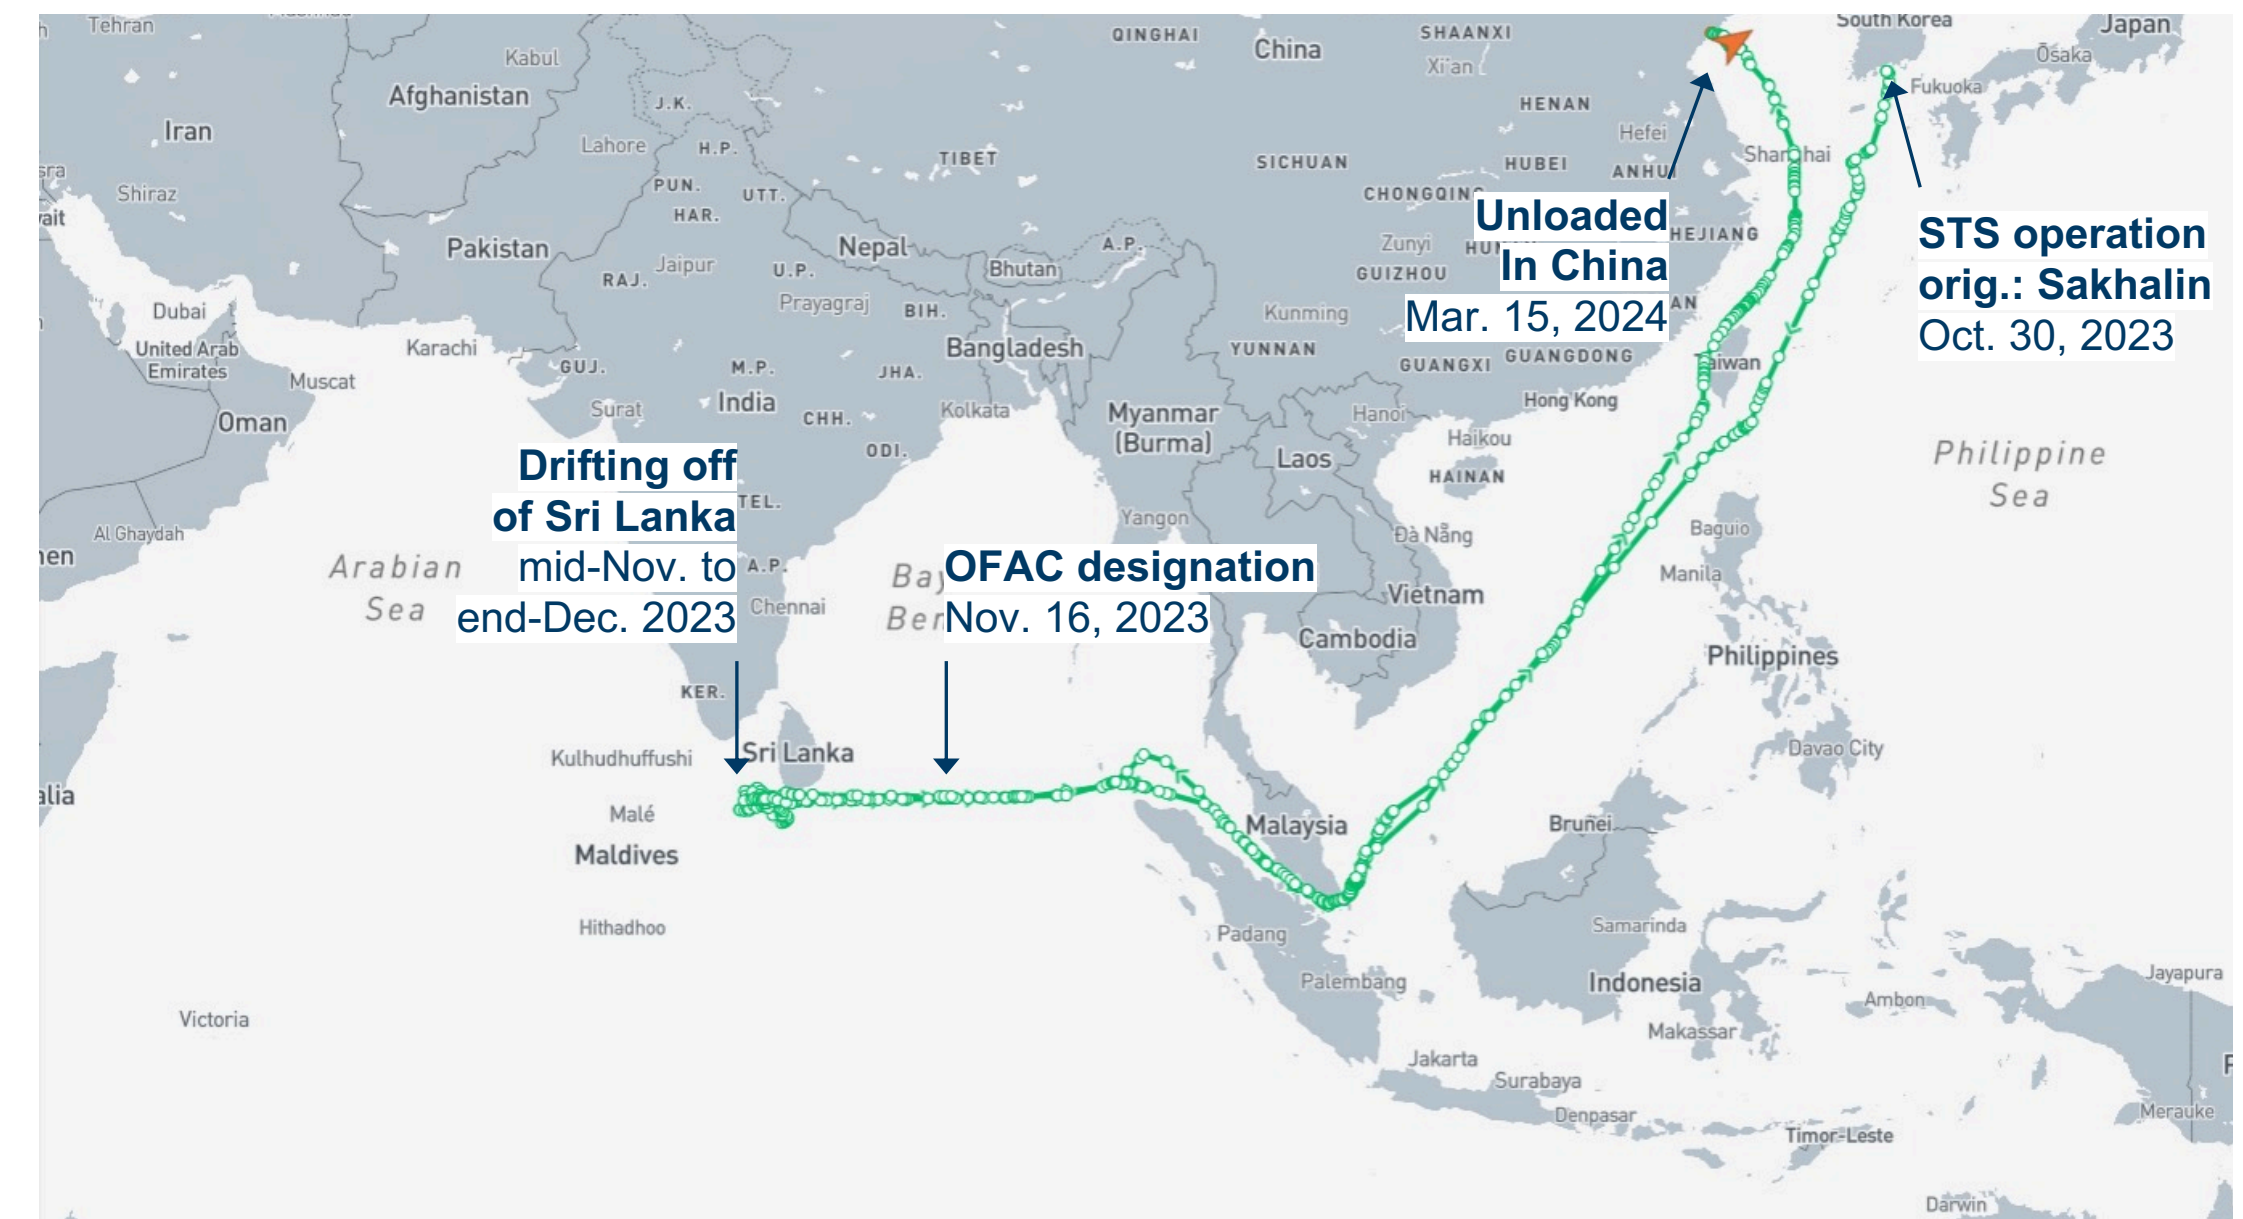 Tehran
QINGHAI
China
SHAANXI
Xi'an
South Korea
Japan
Ōsaka
Fukuoka
Kabul
Afghanistan
J.K.
HENAN
Iran
Lahore
H.P.
TIBET
Hefei
Shanghai
SICHUAN
HUBEI
ANHUI
Shiraz
PUN.
UTT.
HAR.
CHONGQING
Pakistan
Nepal
A.P.
Zunyi
HEJIANG
RAJ.
Jaipur
U.P.
Bhutan
GUIZHOU
Prayagraj
BIH.
Kunming
Dubai
United Arab
Emirates
Karachi
Bangladesh
YUNNAN
GUANGXI
GUANGDONG
Taiwan
Muscat
GUJ.
M.P.
JHA.
Oman
Surat
India
CHH.
Kolkata
Myanmar
(Burma)
Hanoi
Hong Kong
Haikou
HAINAN
ODI.
Laos
Unloaded
In China
Mar. 15, 2024
STS operation
orig.: Sakhalin
Oct. 30, 2023
Philippine
Sea
Drifting off
of Sri Lanka
mid-Nov. to
end-Dec. 2023
TEL.
A.P.
Chennai
KER.
Al Ghaydah
Arabian
Sea
OFAC designation
Nov. 16, 2023
Yangon
Đà Nẵng
Baguio
Manila
Vietnam
Cambodia
Philippines
Davao City
Kulhudhuffushi
Sri Lanka
Malé
Maldives
Malaysia
Brunei
Hithadhoo
Padang
Samarinda
Palembang
Indonesia
Jayapura
Ambon
Victoria
Makassar
Jakarta
Surabaya
Denpasar
Merauke
Timor-Leste
Darwin